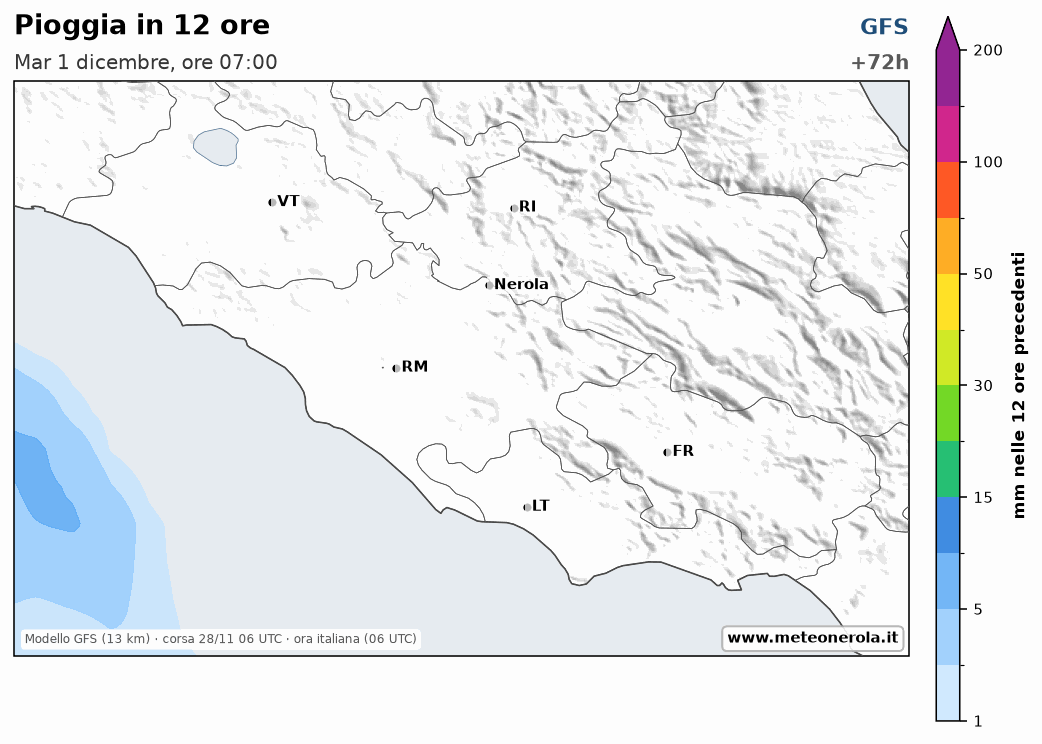 Pioggia in 12 ore
GFS
Mar 1 dicembre, ore 07:00
+72h
200
100
50
30
15
5
1
mm nelle 12 ore precedenti
VT
RI
Nerola
RM
FR
LT
Modello GFS (13 km) · corsa 28/11 06 UTC · ora italiana (06 UTC)
www.meteonerola.it